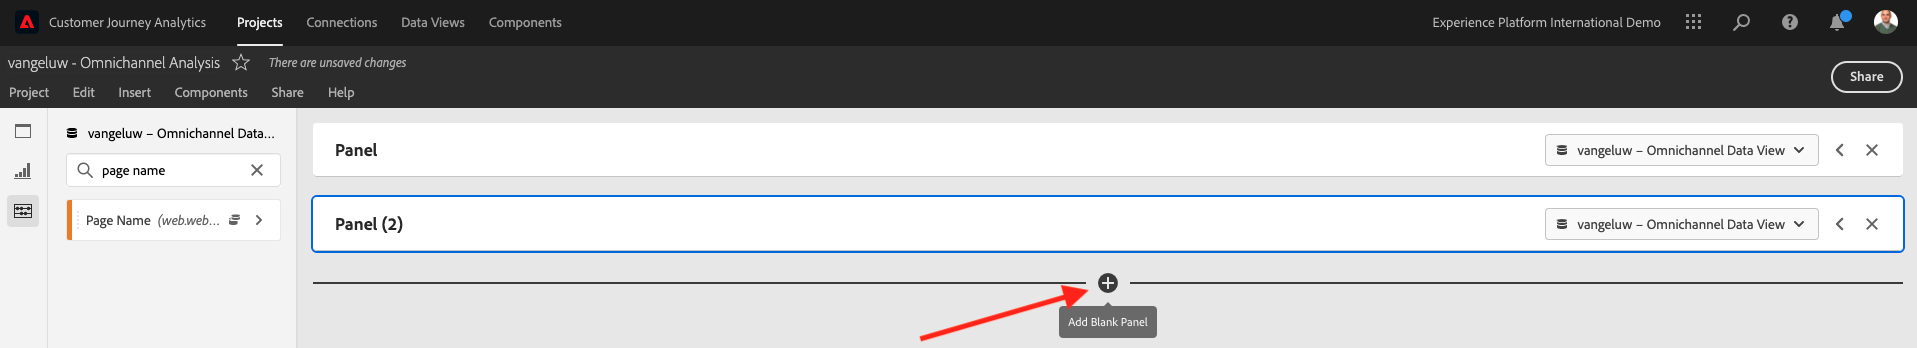 Customer Journey Analytics Projects Connections Data Views Components Experience Platform International Demo
vangeluw - Omnichannel Analysis There are unsaved changes
Share
Project Edit Insert Components Share Help
vangeluw – Omnichannel Data...
page name
Page Name (web.web...
Panel vangeluw – Omnichannel Data View
Panel (2) vangeluw – Omnichannel Data View
Add Blank Panel